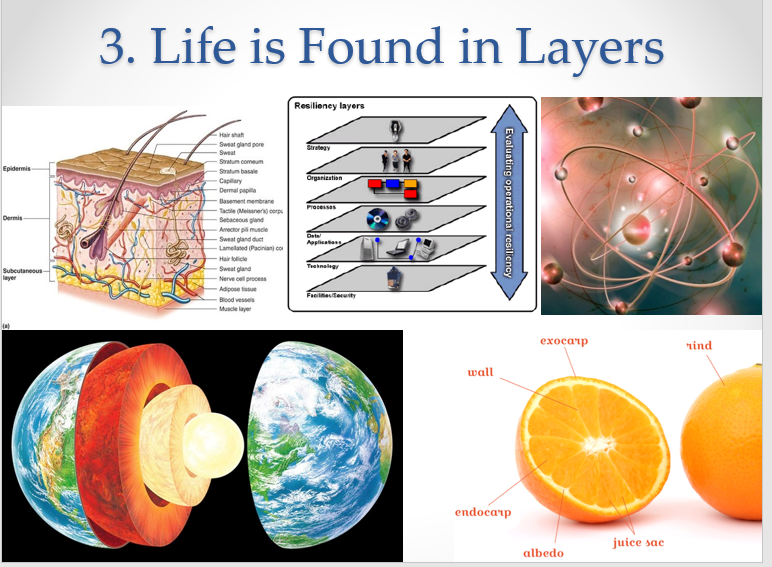 3. Life is Found in Layers
Hair shaft
Sweat gland pore
Sweat
Stratum corneum
Stratum basale
Capillary
Dermal papilla
Basement membrane
Tactile (Meissner's) corpu
Sebaceous gland
Arrector pili muscle
Sweat gland duct
Lamellated (Pacinian) cor
Hair follicle
Sweat gland
Nerve cell process
Adipose tissue
Blood vessels
Muscle layer
Epidermis
Dermis
Subcutaneous
layer
(a)
Resiliency layers
Strategy
Organization
Processes
Data/
Applications
Technology
Facilities/Security
Evaluating operational resiliency
exocarp
rind
wall
endocarp
albedo
juice sac